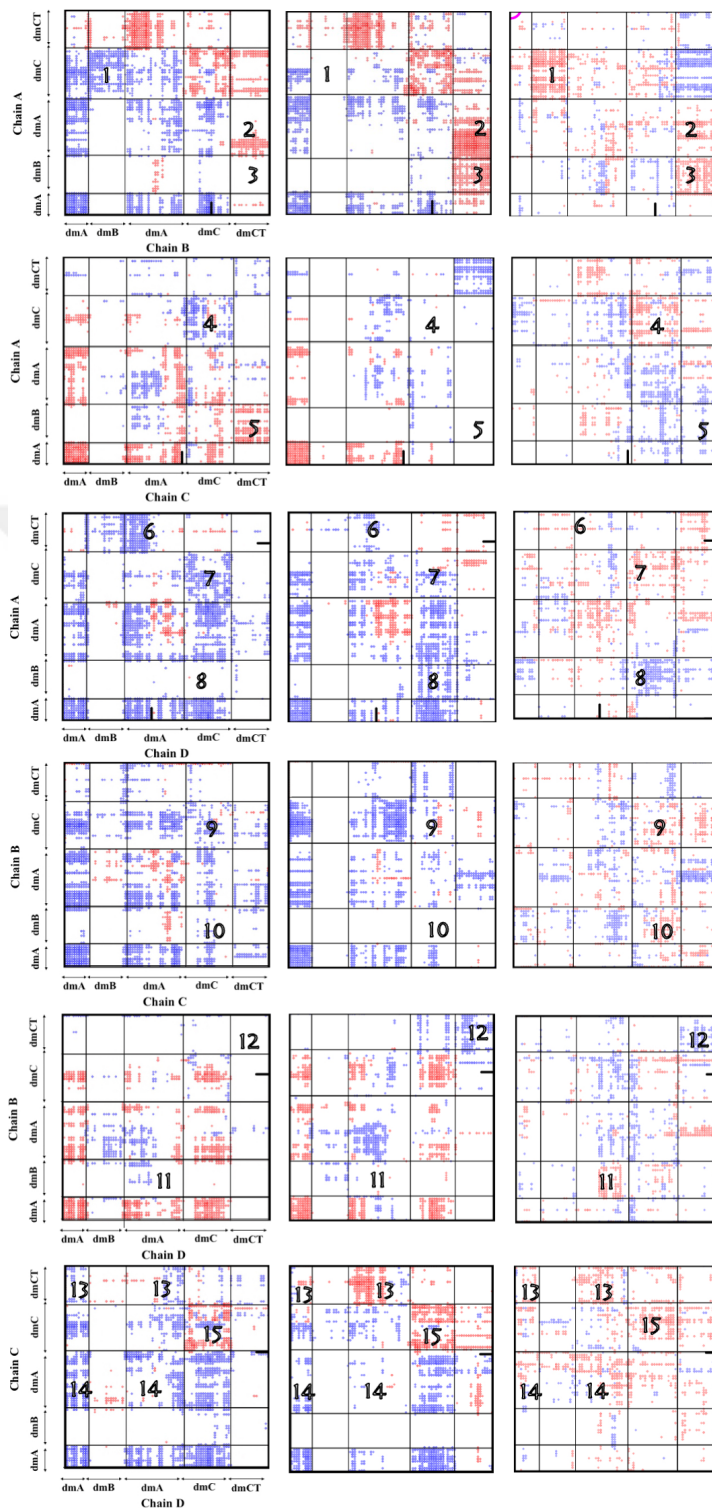 dmCT
dmC
dmA
dmB
dmA
Chain A
1
2
3
1
2
3
1
2
3
dmA dmB dmA dmC dmCT
Chain B
dmCT
dmC
dmA
dmB
dmA
Chain A
4
5
4
5
4
5
dmA dmB dmA dmC dmCT
Chain C
dmCT
dmC
dmA
dmB
dmA
Chain A
6
7
8
6
7
8
6
7
8
dmA dmB dmA dmC dmCT
Chain D
dmCT
dmC
dmA
dmB
dmA
Chain B
9
10
9
10
9
10
dmA dmB dmA dmC dmCT
Chain C
dmCT
dmC
dmA
dmB
dmA
Chain B
12
11
12
11
12
11
dmA dmB dmA dmC dmCT
Chain D
dmCT
dmC
dmA
dmB
dmA
Chain C
13 13
15
14 14
13 13
15
14 14
13 13
15
14 14
dmA dmB dmA dmC dmCT
Chain D